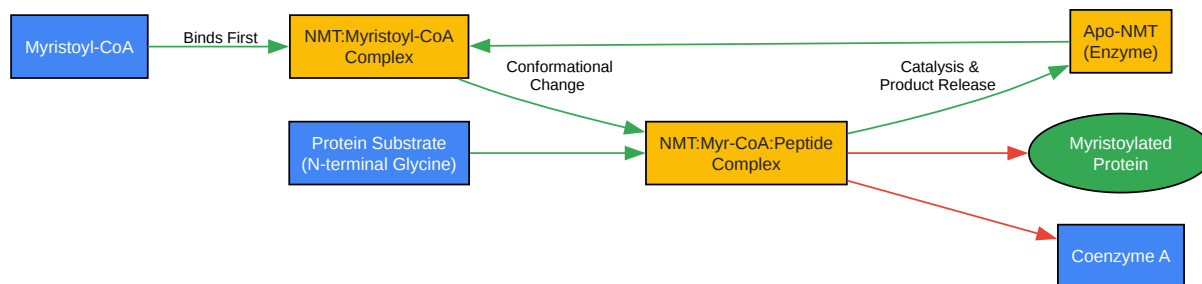 Myristoyl-CoA
Binds First
NMT:Myristoyl-CoA
Complex
Apo-NMT
(Enzyme)
Conformational
Change
Catalysis &
Product Release
Protein Substrate
(N-terminal Glycine)
NMT:Myr-CoA:Peptide
Complex
Myristoylated
Protein
Coenzyme A